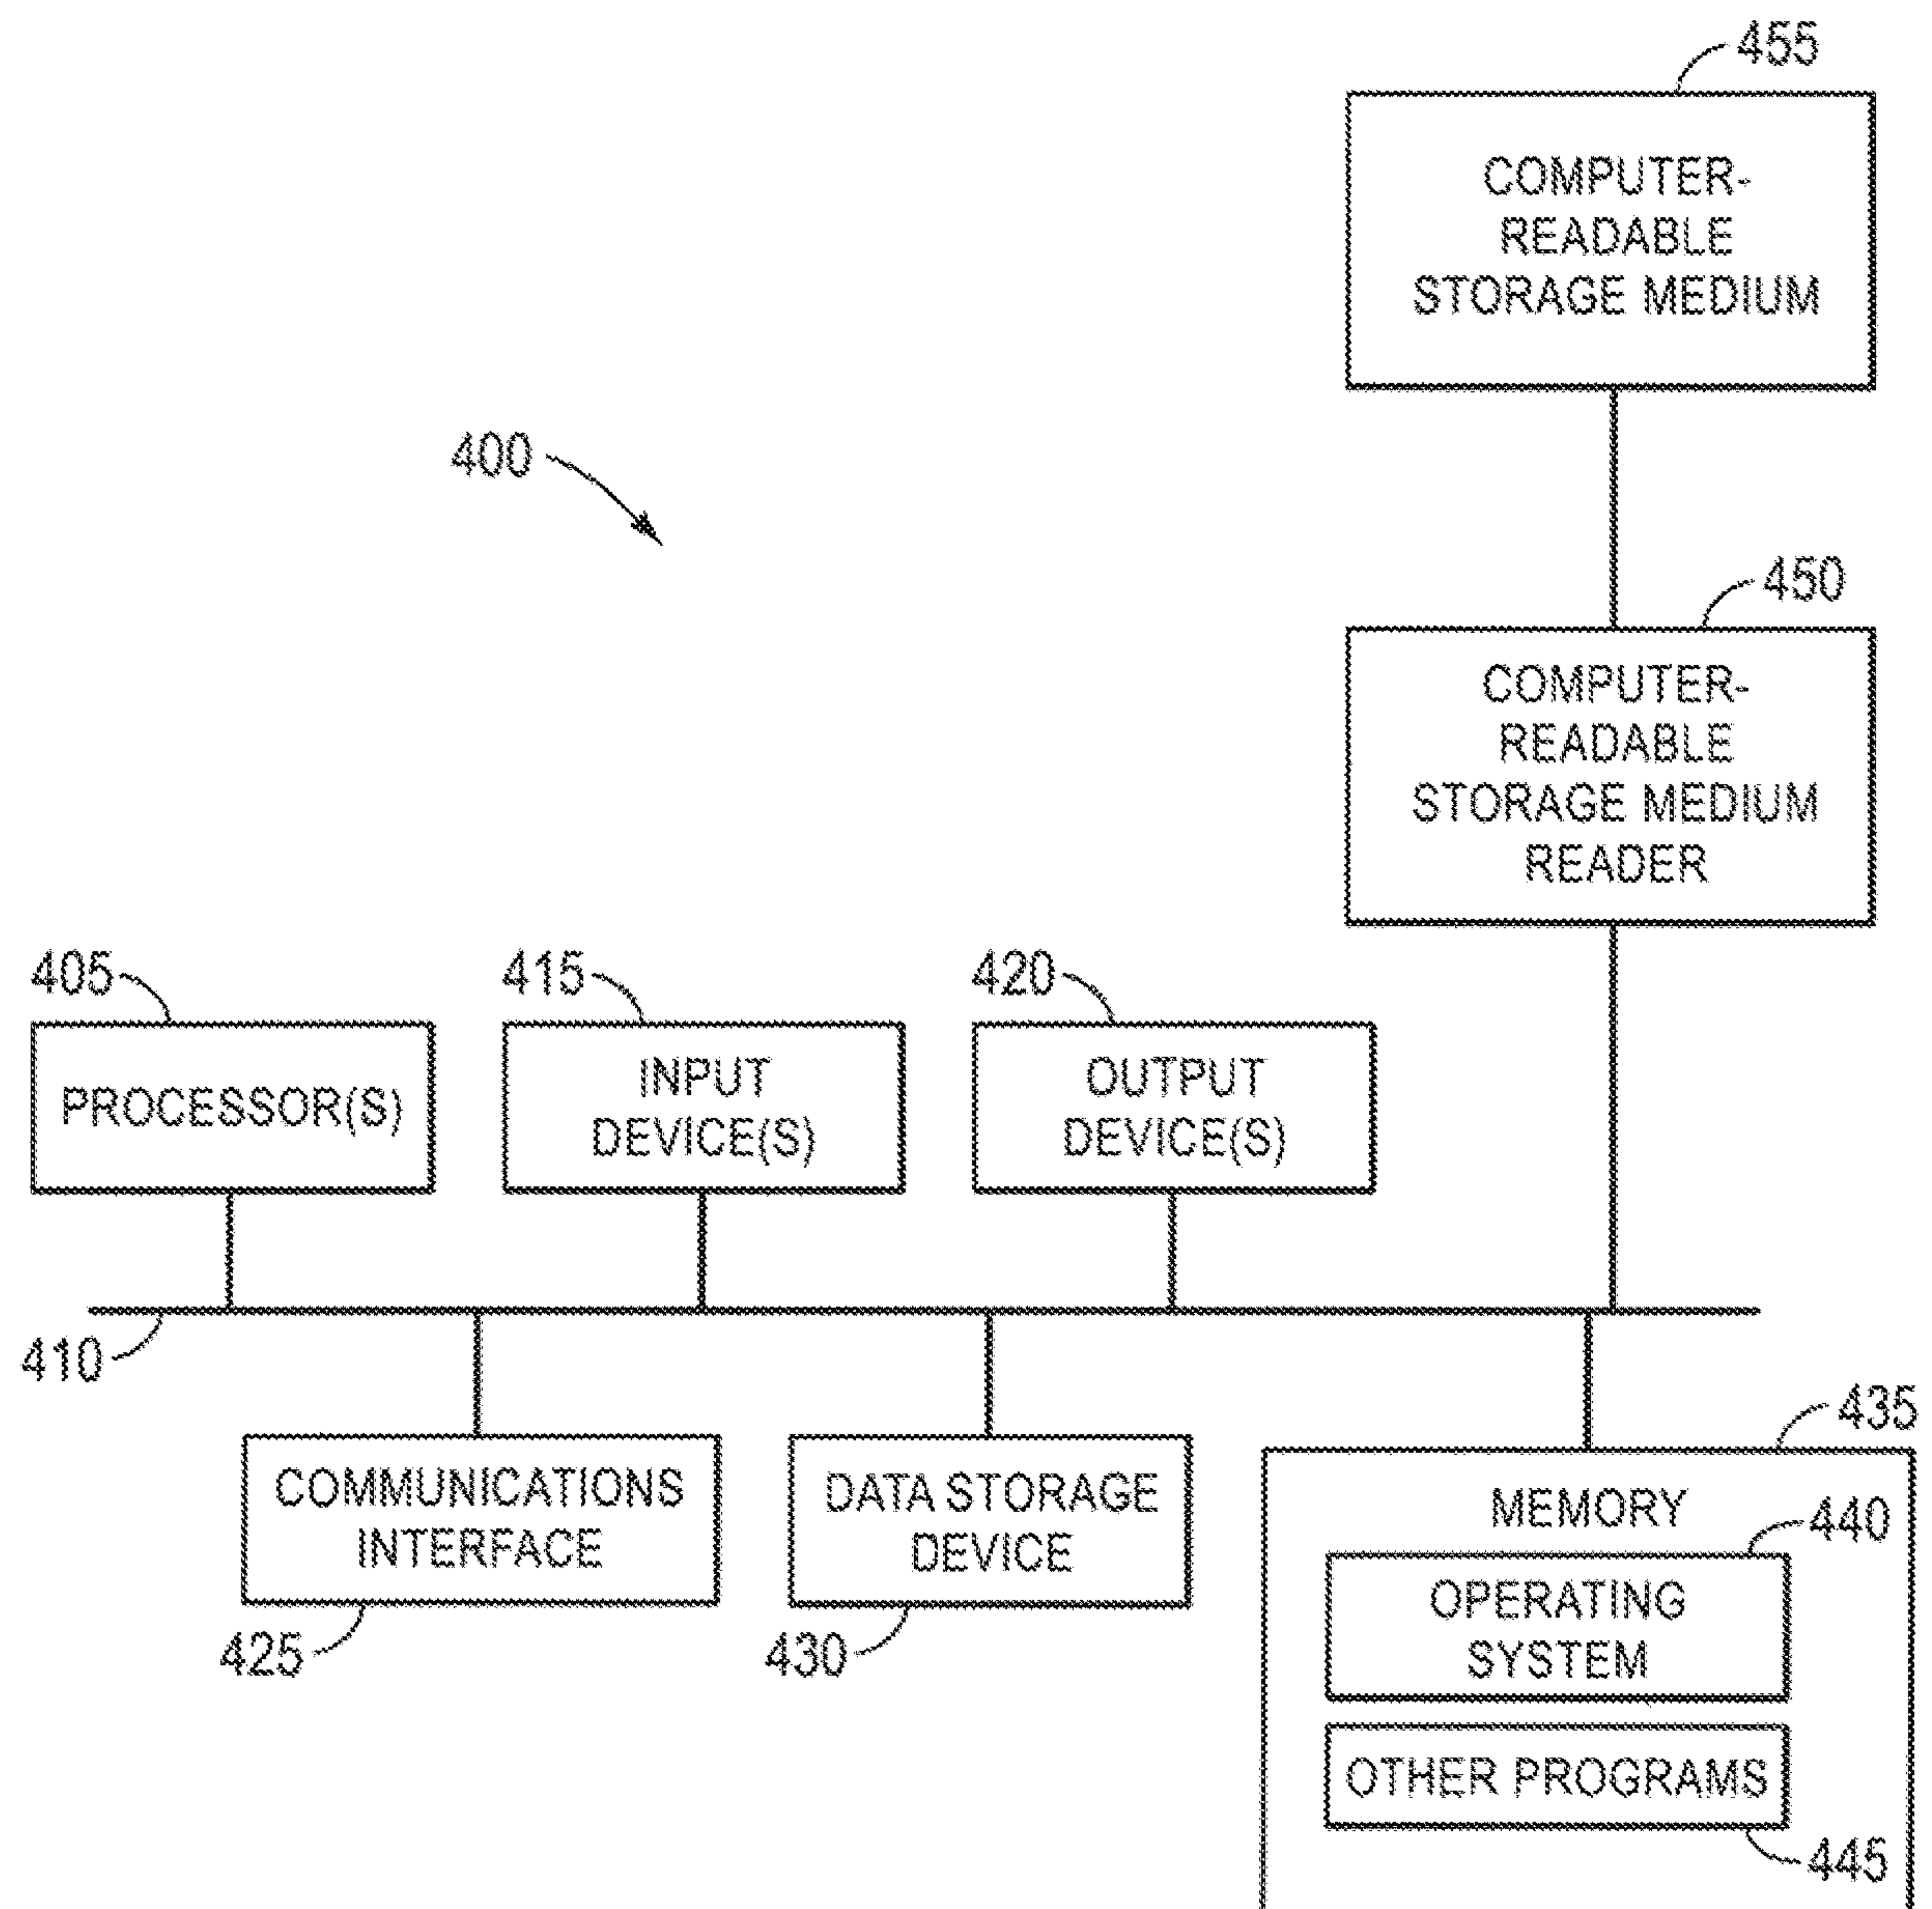 455
COMPUTER-
READABLE
STORAGE MEDIUM
400
450
COMPUTER-
READABLE
STORAGE MEDIUM
READER
405
415
420
PROCESSOR(S)
INPUT
DEVICE(S)
OUTPUT
DEVICE(S)
410
435
COMMUNICATIONS
INTERFACE
DATA STORAGE
DEVICE
MEMORY
440
OPERATING
SYSTEM
425
430
OTHER PROGRAMS
445